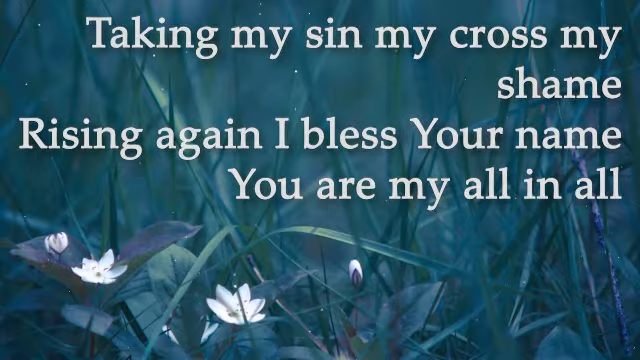 Taking my sin my cross my
shame
Rising again I bless Your name
You are my all in all